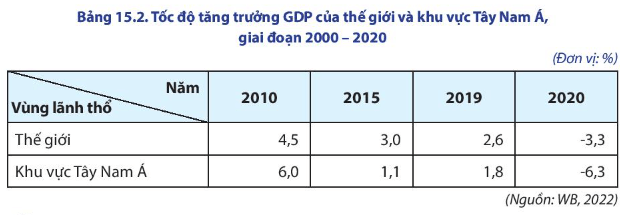 Bảng 15.2. Tốc độ tăng trưởng GDP của thế giới và khu vực Tây Nam Á,
giai đoạn 2000 – 2020
(Đơn vị: %)
Năm
Vùng lãnh thổ
2010 2015 2019 2020
Thế giới 4,5 3,0 2,6 -3,3
Khu vực Tây Nam Á 6,0 1,1 1,8 -6,3
(Nguồn: WB, 2022)